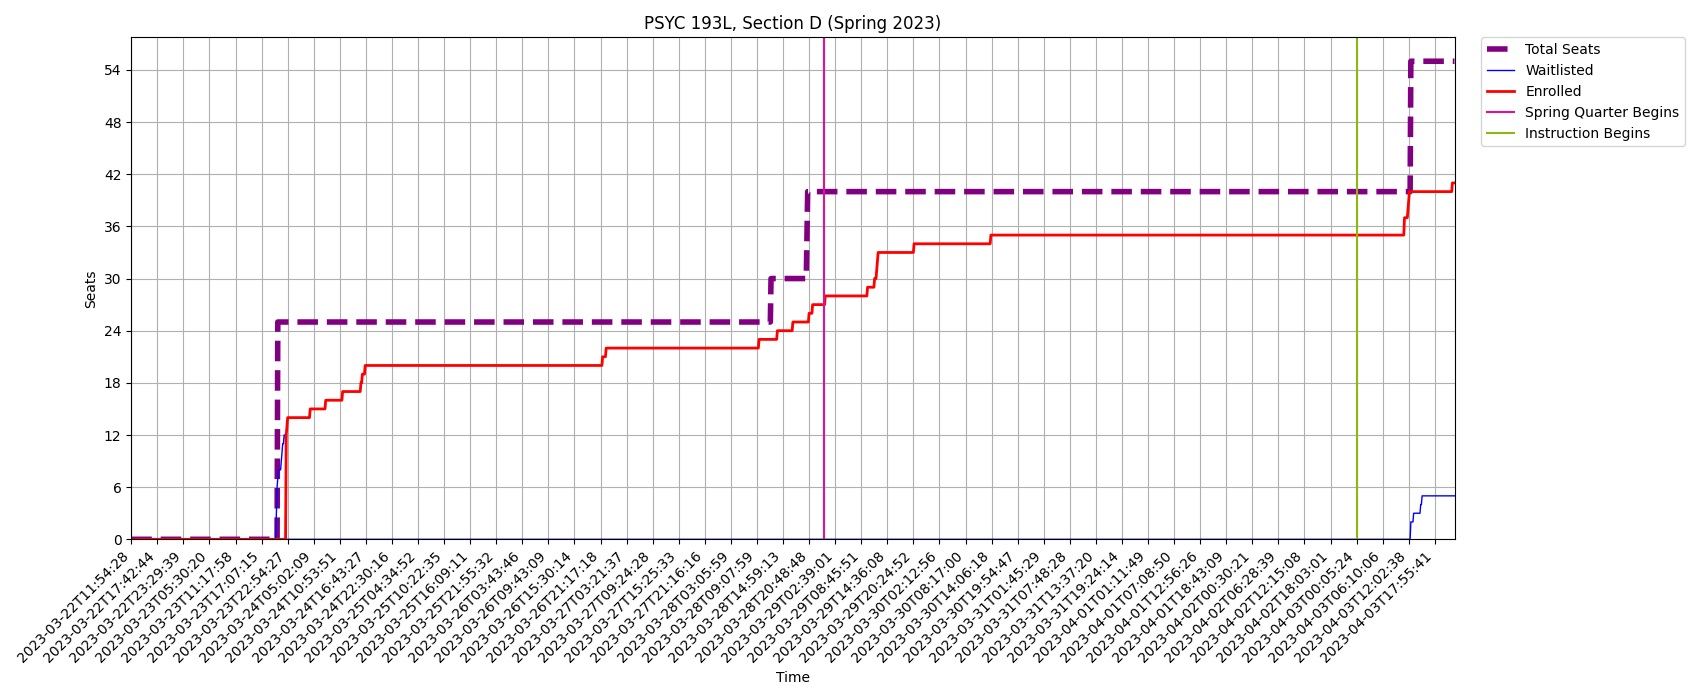 PSYC 193L, Section D (Spring 2023)
Total Seats
Waitlisted
Enrolled
Spring Quarter Begins
Instruction Begins
Seats
54
48
42
36
30
24
18
12
6
0
2023-03-22T11:54:28
2023-03-22T17:42:44
2023-03-22T23:29:39
2023-03-23T05:30:20
2023-03-23T11:17:58
2023-03-23T17:07:15
2023-03-23T22:54:27
2023-03-24T05:02:09
2023-03-24T10:53:51
2023-03-24T16:43:27
2023-03-24T22:30:16
2023-03-25T04:34:52
2023-03-25T10:22:35
2023-03-25T16:09:11
2023-03-25T21:55:32
2023-03-26T03:43:46
2023-03-26T09:43:09
2023-03-26T15:30:14
2023-03-26T21:17:18
2023-03-27T03:21:37
2023-03-27T09:24:28
2023-03-27T15:25:33
2023-03-27T21:16:16
2023-03-28T03:05:59
2023-03-28T09:07:59
2023-03-28T14:59:13
2023-03-28T20:48:48
2023-03-29T02:39:01
2023-03-29T08:45:51
2023-03-29T14:36:08
2023-03-29T20:24:52
2023-03-30T02:12:56
2023-03-30T08:17:00
2023-03-30T14:06:18
2023-03-30T19:54:47
2023-03-31T01:45:29
2023-03-31T07:48:28
2023-03-31T13:37:20
2023-03-31T19:24:14
2023-04-01T01:11:49
2023-04-01T07:08:50
2023-04-01T12:56:26
2023-04-01T18:43:09
2023-04-02T00:30:21
2023-04-02T06:28:39
2023-04-02T12:15:08
2023-04-02T18:03:01
2023-04-03T00:05:24
2023-04-03T06:10:06
2023-04-03T12:02:38
2023-04-03T17:55:41
Time